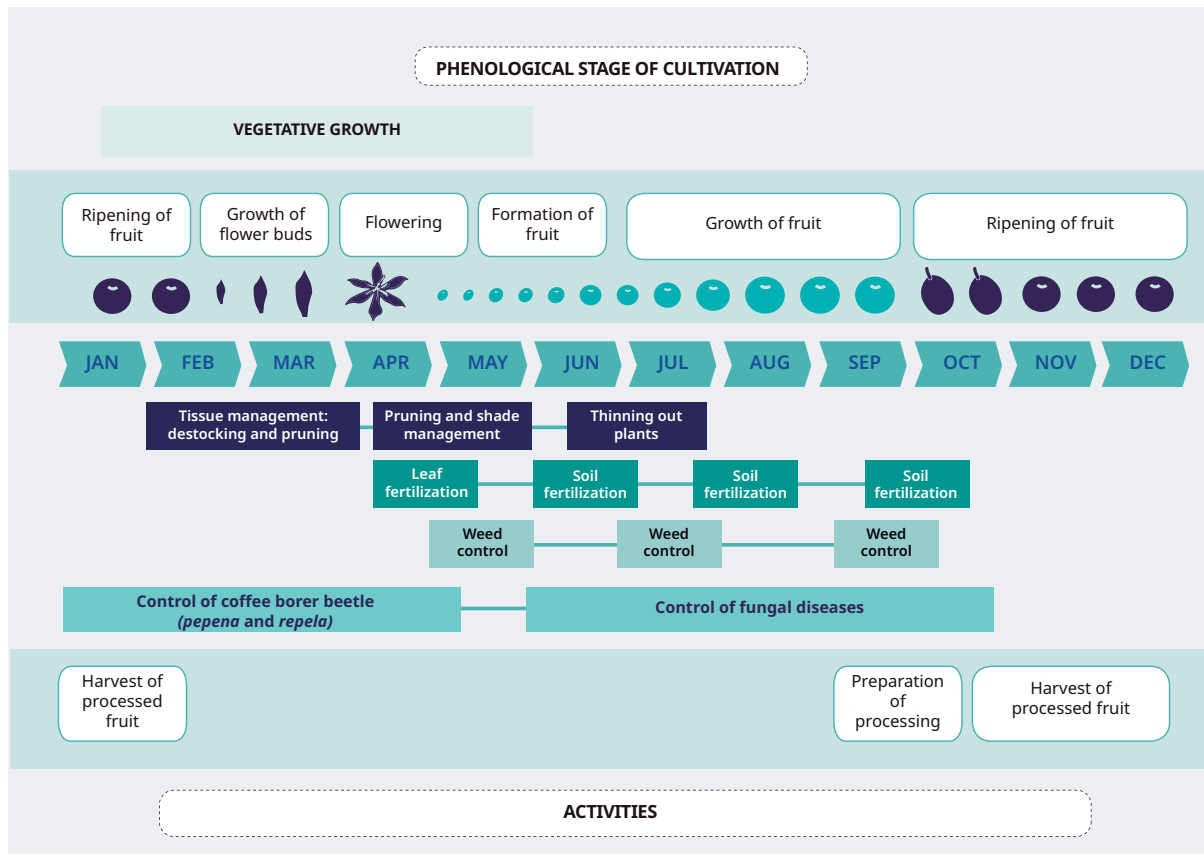 PHENOLOGICAL STAGE OF CULTIVATION
VEGETATIVE GROWTH
Ripening of
fruit
Growth of
flower buds
Flowering
Formation of
fruit
Growth of fruit
Ripening of fruit
JAN
FEB
MAR
APR
MAY
JUN
JUL
AUG
SEP
OCT
NOV
DEC
Tissue management:
destocking and pruning
Pruning and shade
management
Thinning out
plants
Leaf
fertilization
Soil
fertilization
Soil
fertilization
Soil
fertilization
Weed
control
Weed
control
Weed
control
Control of coffee borer beetle
(pepena and repela)
Control of fungal diseases
Harvest of
processed
fruit
Preparation
of
processing
Harvest of
processed fruit
ACTIVITIES